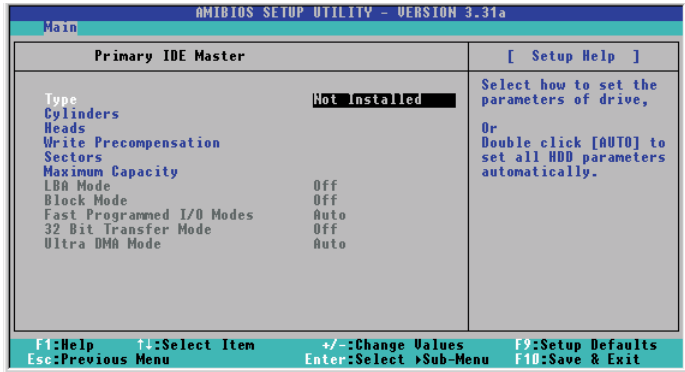 AMIBIOS SETUP UTILITY - VERSION 3.31a
Main
Primary IDE Master
[ Setup Help ]
Type Not Installed
Cylinders
Heads
Write Precompensation
Sectors
Maximum Capacity
LBA Mode Off
Block Mode Off
Fast Programmed I/O Modes Auto
32 Bit Transfer Mode Off
Ultra DMA Mode Auto
Select how to set the
parameters of drive,
Or
Double click [AUTO] to
set all HDD parameters
automatically.
F1:Help ↑↓:Select Item +/-:Change Values F9:Setup Defaults
Esc:Previous Menu Enter:Select ▸Sub-Menu F10:Save & Exit